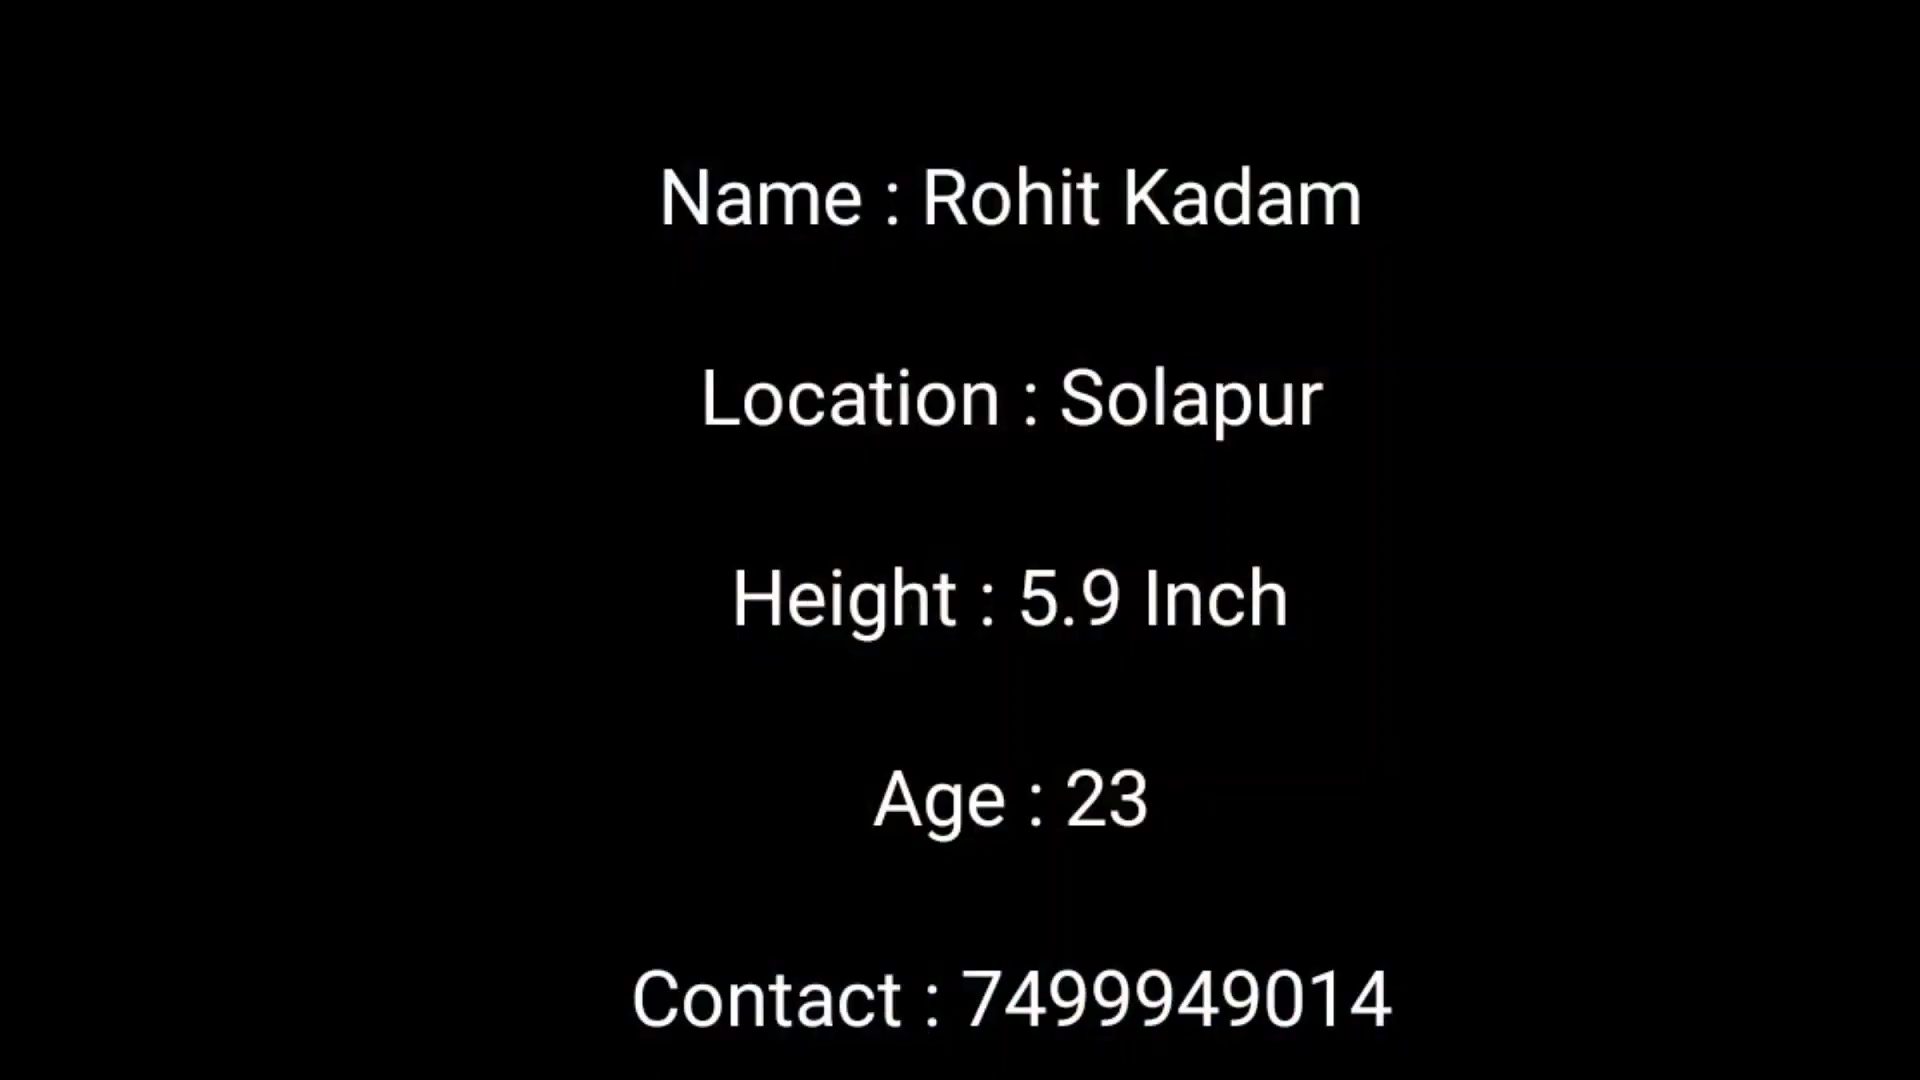 Name : Rohit Kadam
Location : Solapur
Height : 5.9 Inch
Age : 23
Contact : 7499949014